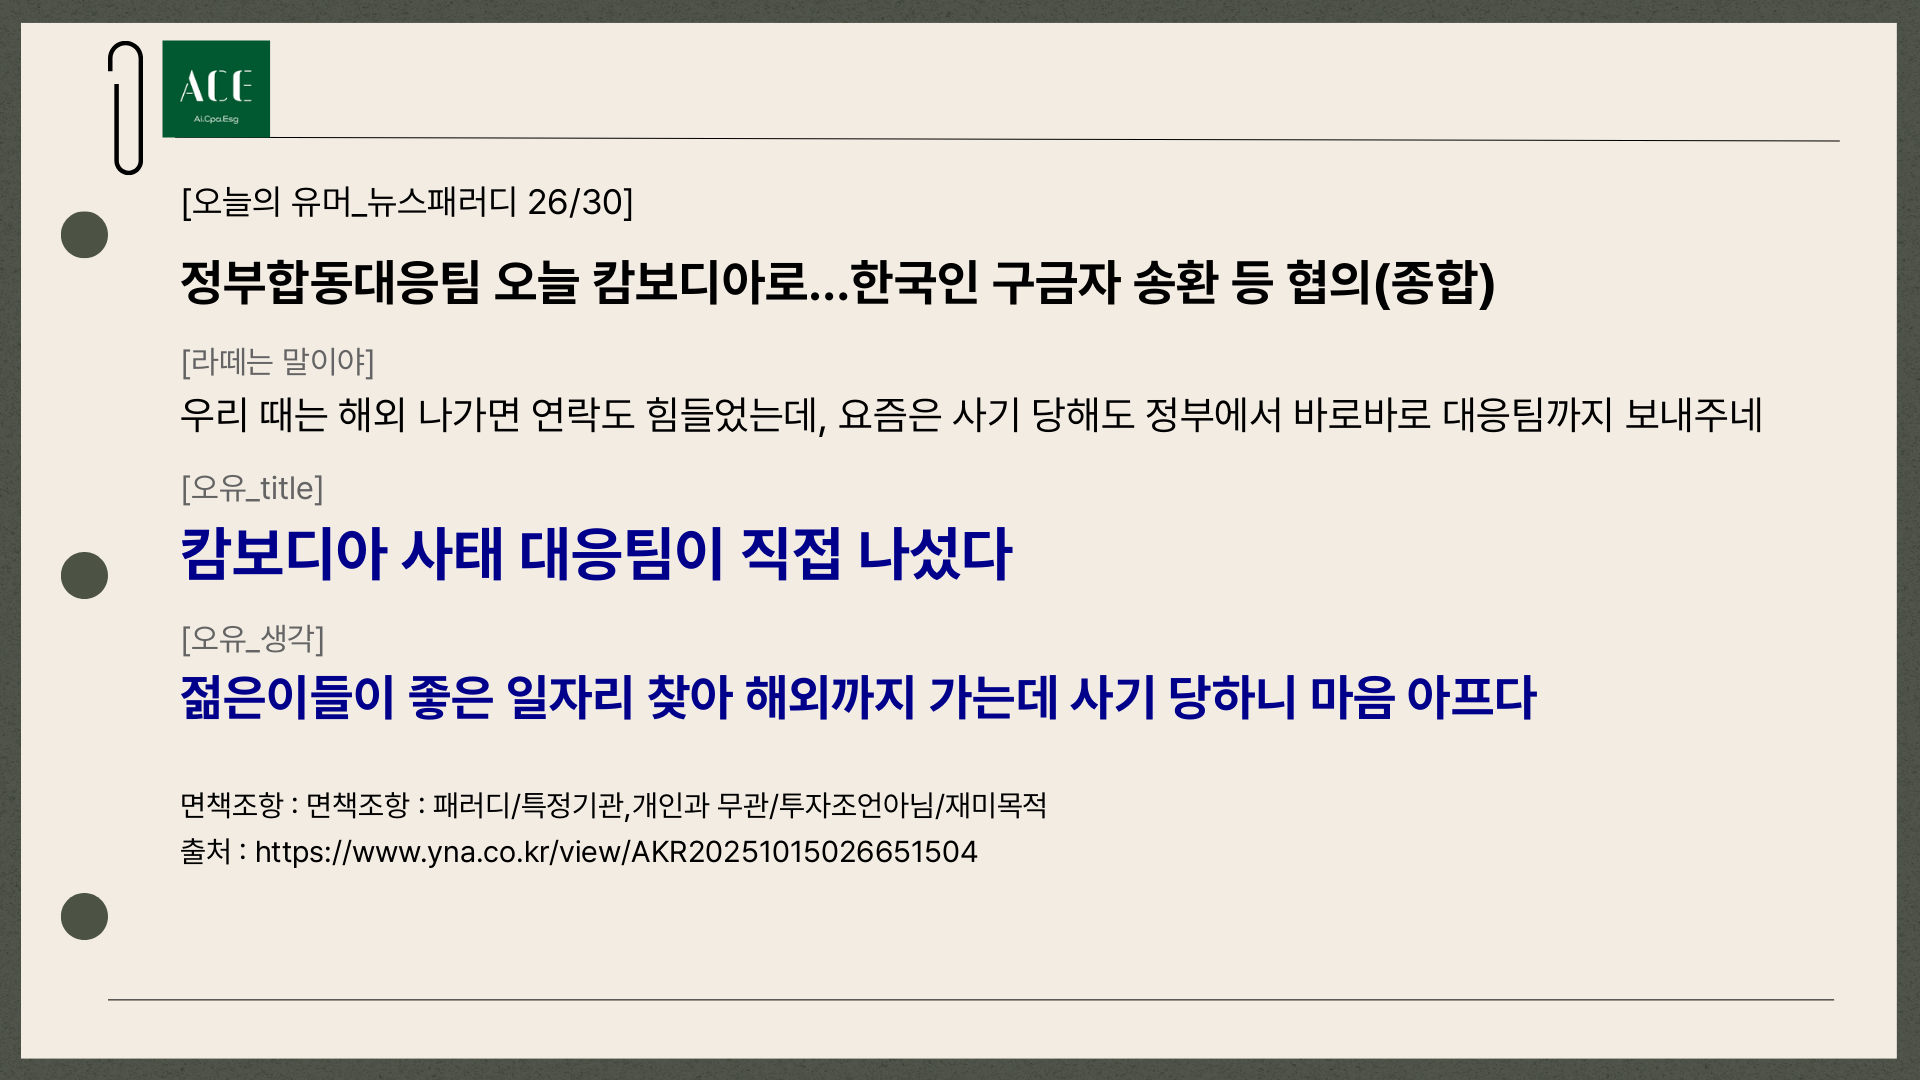 ACE
Ai.Cpa.Esg
[오늘의 유머_뉴스패러디 26/30]
정부합동대응팀 오늘 캄보디아로...한국인 구금자 송환 등 협의(종합)
[라떼는 말이야]
우리 때는 해외 나가면 연락도 힘들었는데, 요즘은 사기 당해도 정부에서 바로바로 대응팀까지 보내주네
[오유_title]
캄보디아 사태 대응팀이 직접 나섰다
[오유_생각]
젊은이들이 좋은 일자리 찾아 해외까지 가는데 사기 당하니 마음 아프다
면책조항 : 면책조항 : 패러디/특정기관,개인과 무관/투자조언아님/재미목적
출처 : https://www.yna.co.kr/view/AKR20251015026651504